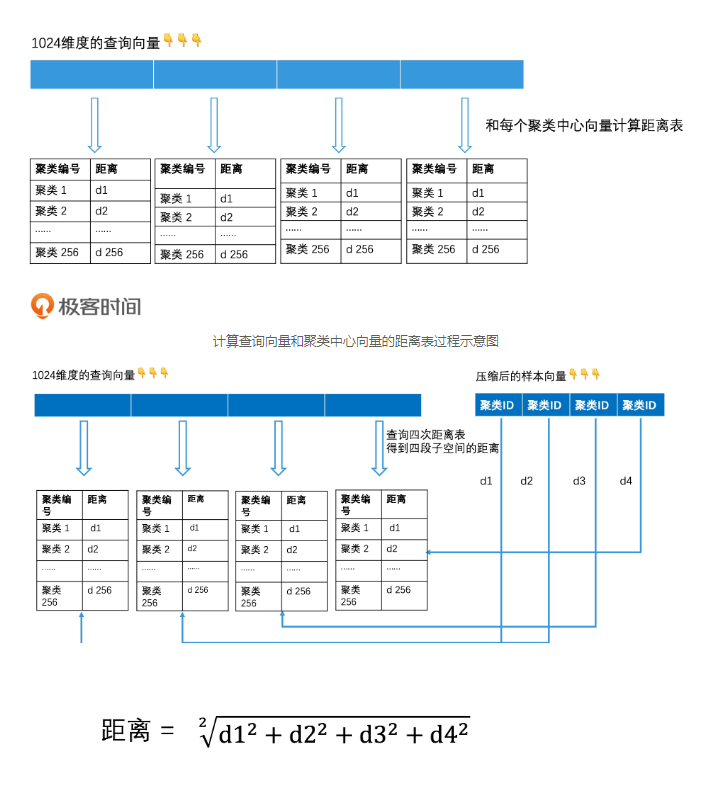 1024维度的查询向量👇👇👇
和每个聚类中心向量计算距离表
聚类编号 距离 聚类编号 距离 聚类编号 距离 聚类编号 距离
聚类 1 d1 聚类 1 d1 聚类 1 d1 聚类 1 d1
聚类 2 d2 聚类 2 d2 聚类 2 d2 聚类 2 d2
...... ...... ...... ...... ...... ...... ...... ......
聚类 256 d 256 聚类 256 d 256 聚类 256 d 256 聚类 256 d 256
极客时间
计算查询向量和聚类中心向量的距离表过程示意图
1024维度的查询向量👇👇👇
压缩后的样本向量👇👇👇
聚类ID 聚类ID 聚类ID 聚类ID
查询四次距离表
得到四段子空间的距离
d1 d2 d3 d4
聚类编号 距离 聚类编号 距离 聚类编号 距离 聚类编号 距离
聚类 1 d1 聚类 1 d1 聚类 1 d1 聚类 1 d1
聚类 2 d2 聚类 2 d2 聚类 2 d2 聚类 2 d2
...... ...... ...... ...... ...... ...... ...... ......
聚类 256 d 256 聚类 256 d 256 聚类 256 d 256 聚类 256 d 256
距离 = ²√d1² + d2² + d3² + d4²